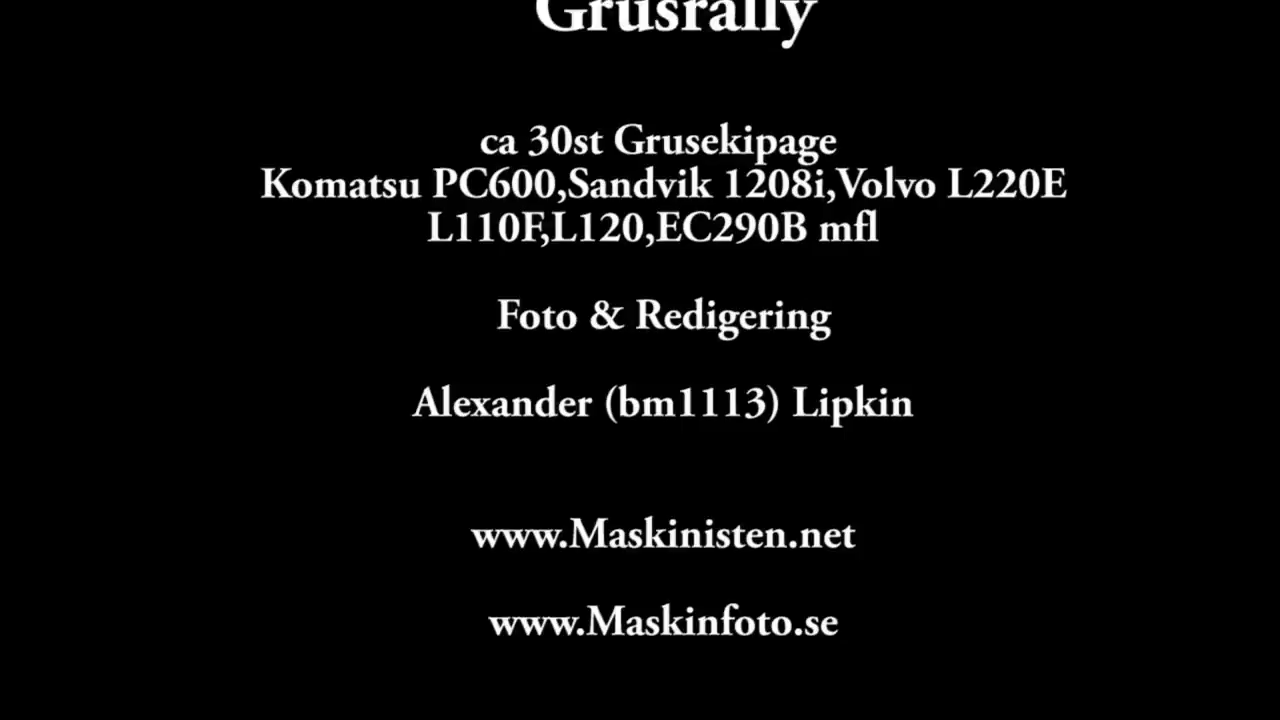 Grusrally
ca 30st Grusekipage
Komatsu PC600,Sandvik 1208i,Volvo L220E
L110F,L120,EC290B mfl
Foto & Redigering
Alexander (bm1113) Lipkin
www.Maskinisten.net
www.Maskinfoto.se